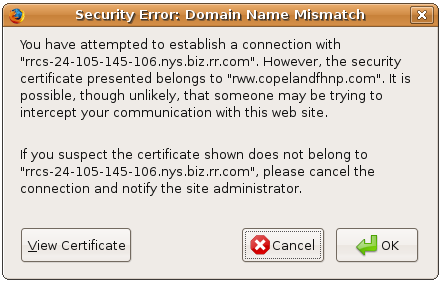 Security Error: Domain Name Mismatch
You have attempted to establish a connection with
"rrcs-24-105-145-106.nys.biz.rr.com". However, the security
certificate presented belongs to "rww.copelandfhnp.com". It is
possible, though unlikely, that someone may be trying to
intercept your communication with this web site.
If you suspect the certificate shown does not belong to
"rrcs-24-105-145-106.nys.biz.rr.com", please cancel the
connection and notify the site administrator.
View Certificate
Cancel
OK